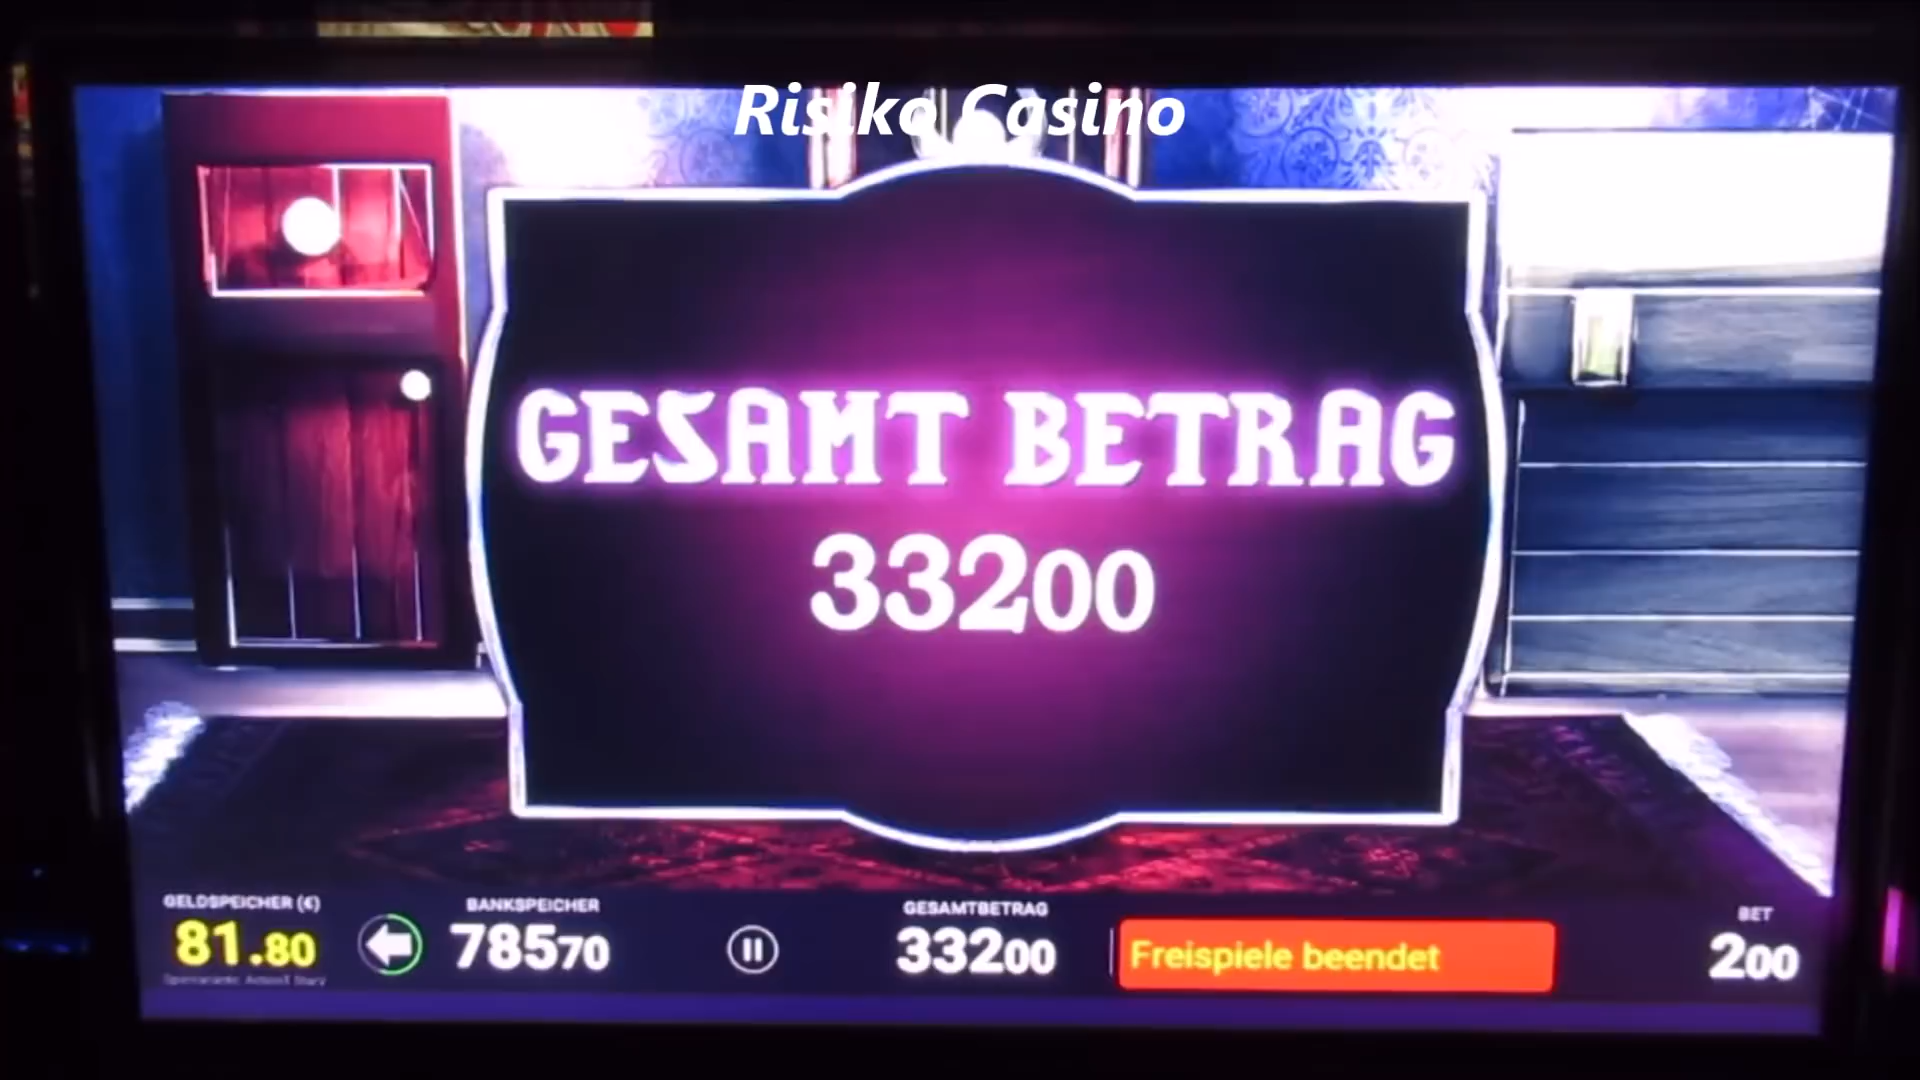 Risiko Casino
GESAMT BETRAG
33200
GELDSPEICHER (€)
81.80
BANKSPEICHER
78570
GESAMTBETRAG
33200
Freispiele beendet
BET
200